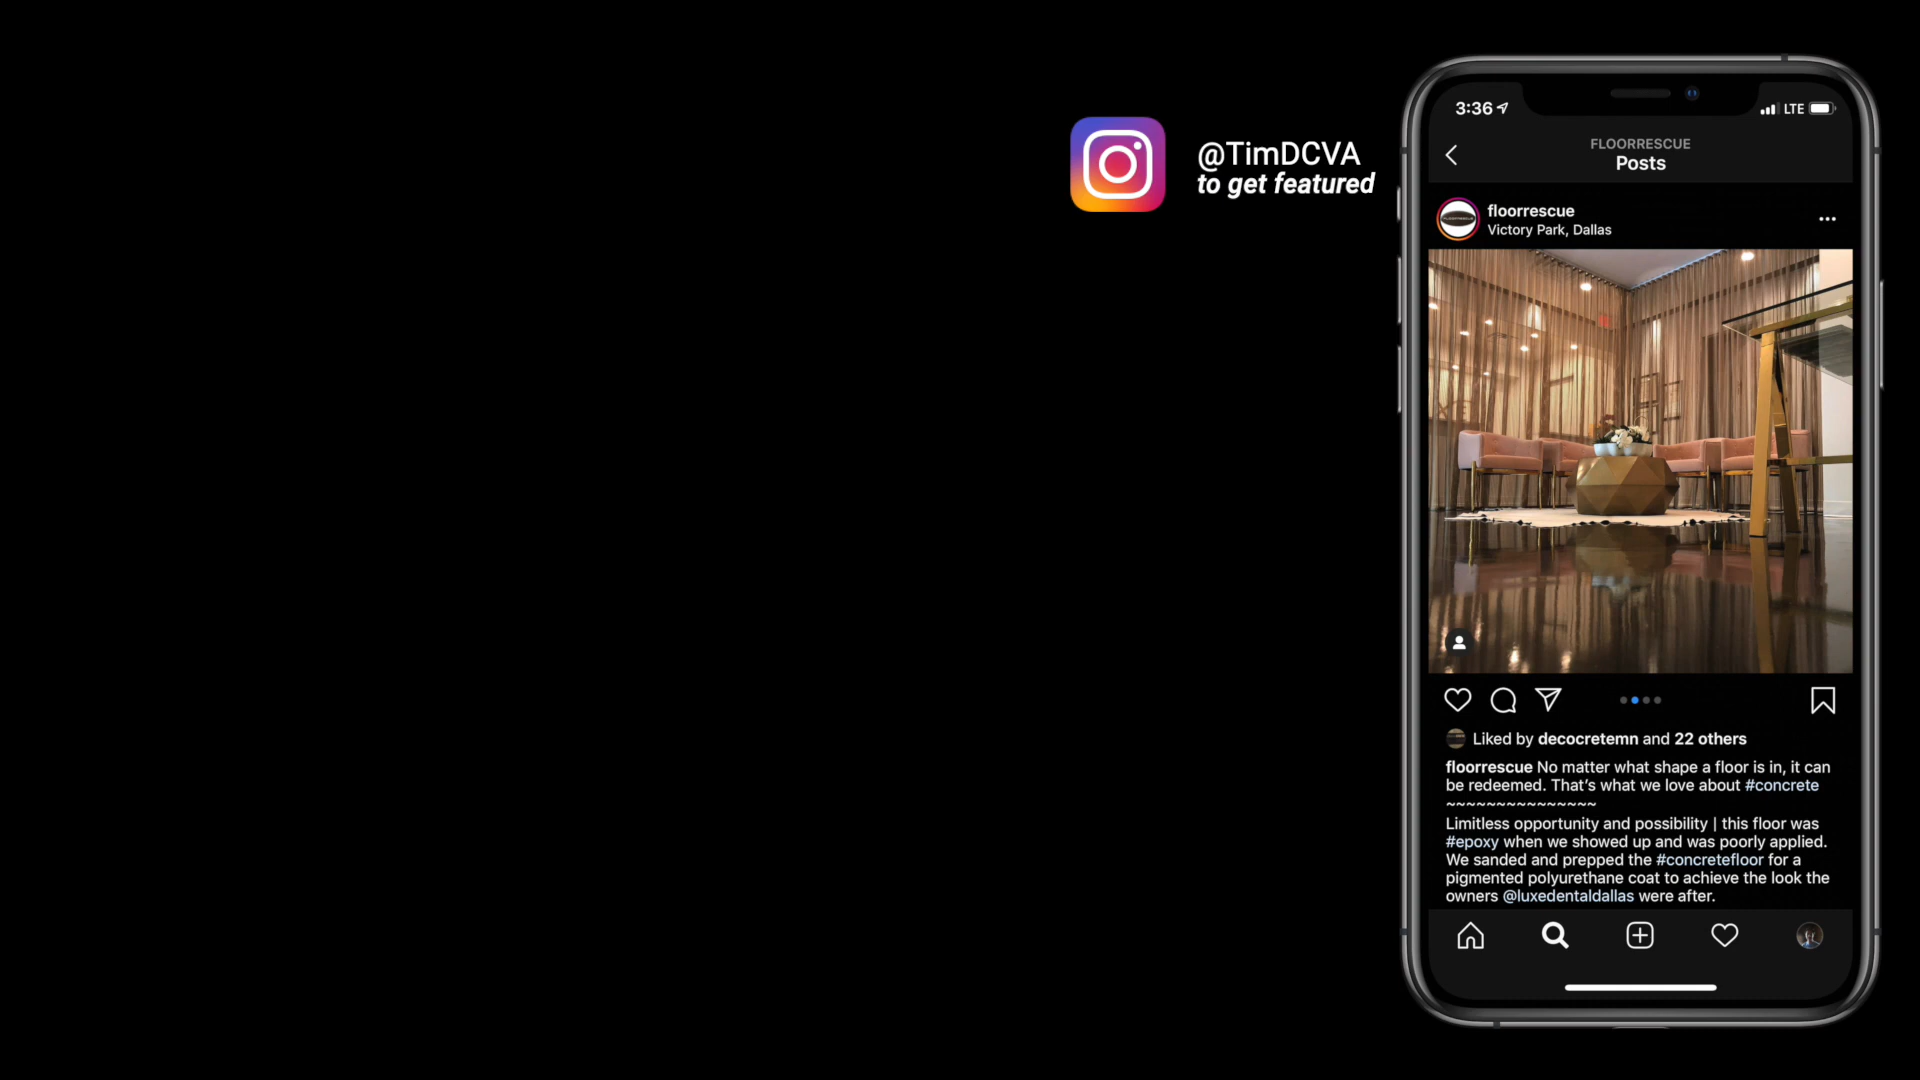 @TimDCVA
to get featured
3:36
LTE
FLOORRESCUE
Posts
floorrescue
Victory Park, Dallas
Liked by decocretemn and 22 others
floorrescue No matter what shape a floor is in, it can
be redeemed. That's what we love about #concrete
~~~~~~~~~~~~~~~
Limitless opportunity and possibility | this floor was
#epoxy when we showed up and was poorly applied.
We sanded and prepped the #concretefloor for a
pigmented polyurethane coat to achieve the look the
owners @luxedentaldallas were after.